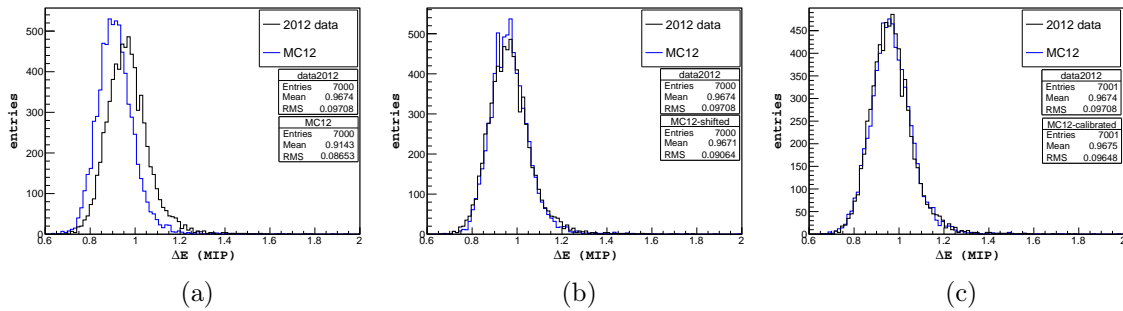 2012 data
MC12
data2012
Entries 7000
Mean 0.9674
RMS 0.09708
MC12
Entries 7000
Mean 0.9143
RMS 0.08653
entries
500
400
300
200
100
0
0.6 0.8 1 1.2 1.4 1.6 1.8 2
ΔE (MIP)
(a)
2012 data
MC12
data2012
Entries 7000
Mean 0.9674
RMS 0.09708
MC12-shifted
Entries 7000
Mean 0.9671
RMS 0.09064
entries
500
400
300
200
100
0
0.6 0.8 1 1.2 1.4 1.6 1.8 2
ΔE (MIP)
(b)
2012 data
MC12
data2012
Entries 7001
Mean 0.9674
RMS 0.09708
MC12-calibrated
Entries 7001
Mean 0.9675
RMS 0.09648
entries
450
400
350
300
250
200
150
100
50
0
0.6 0.8 1 1.2 1.4 1.6 1.8 2
ΔE (MIP)
(c)